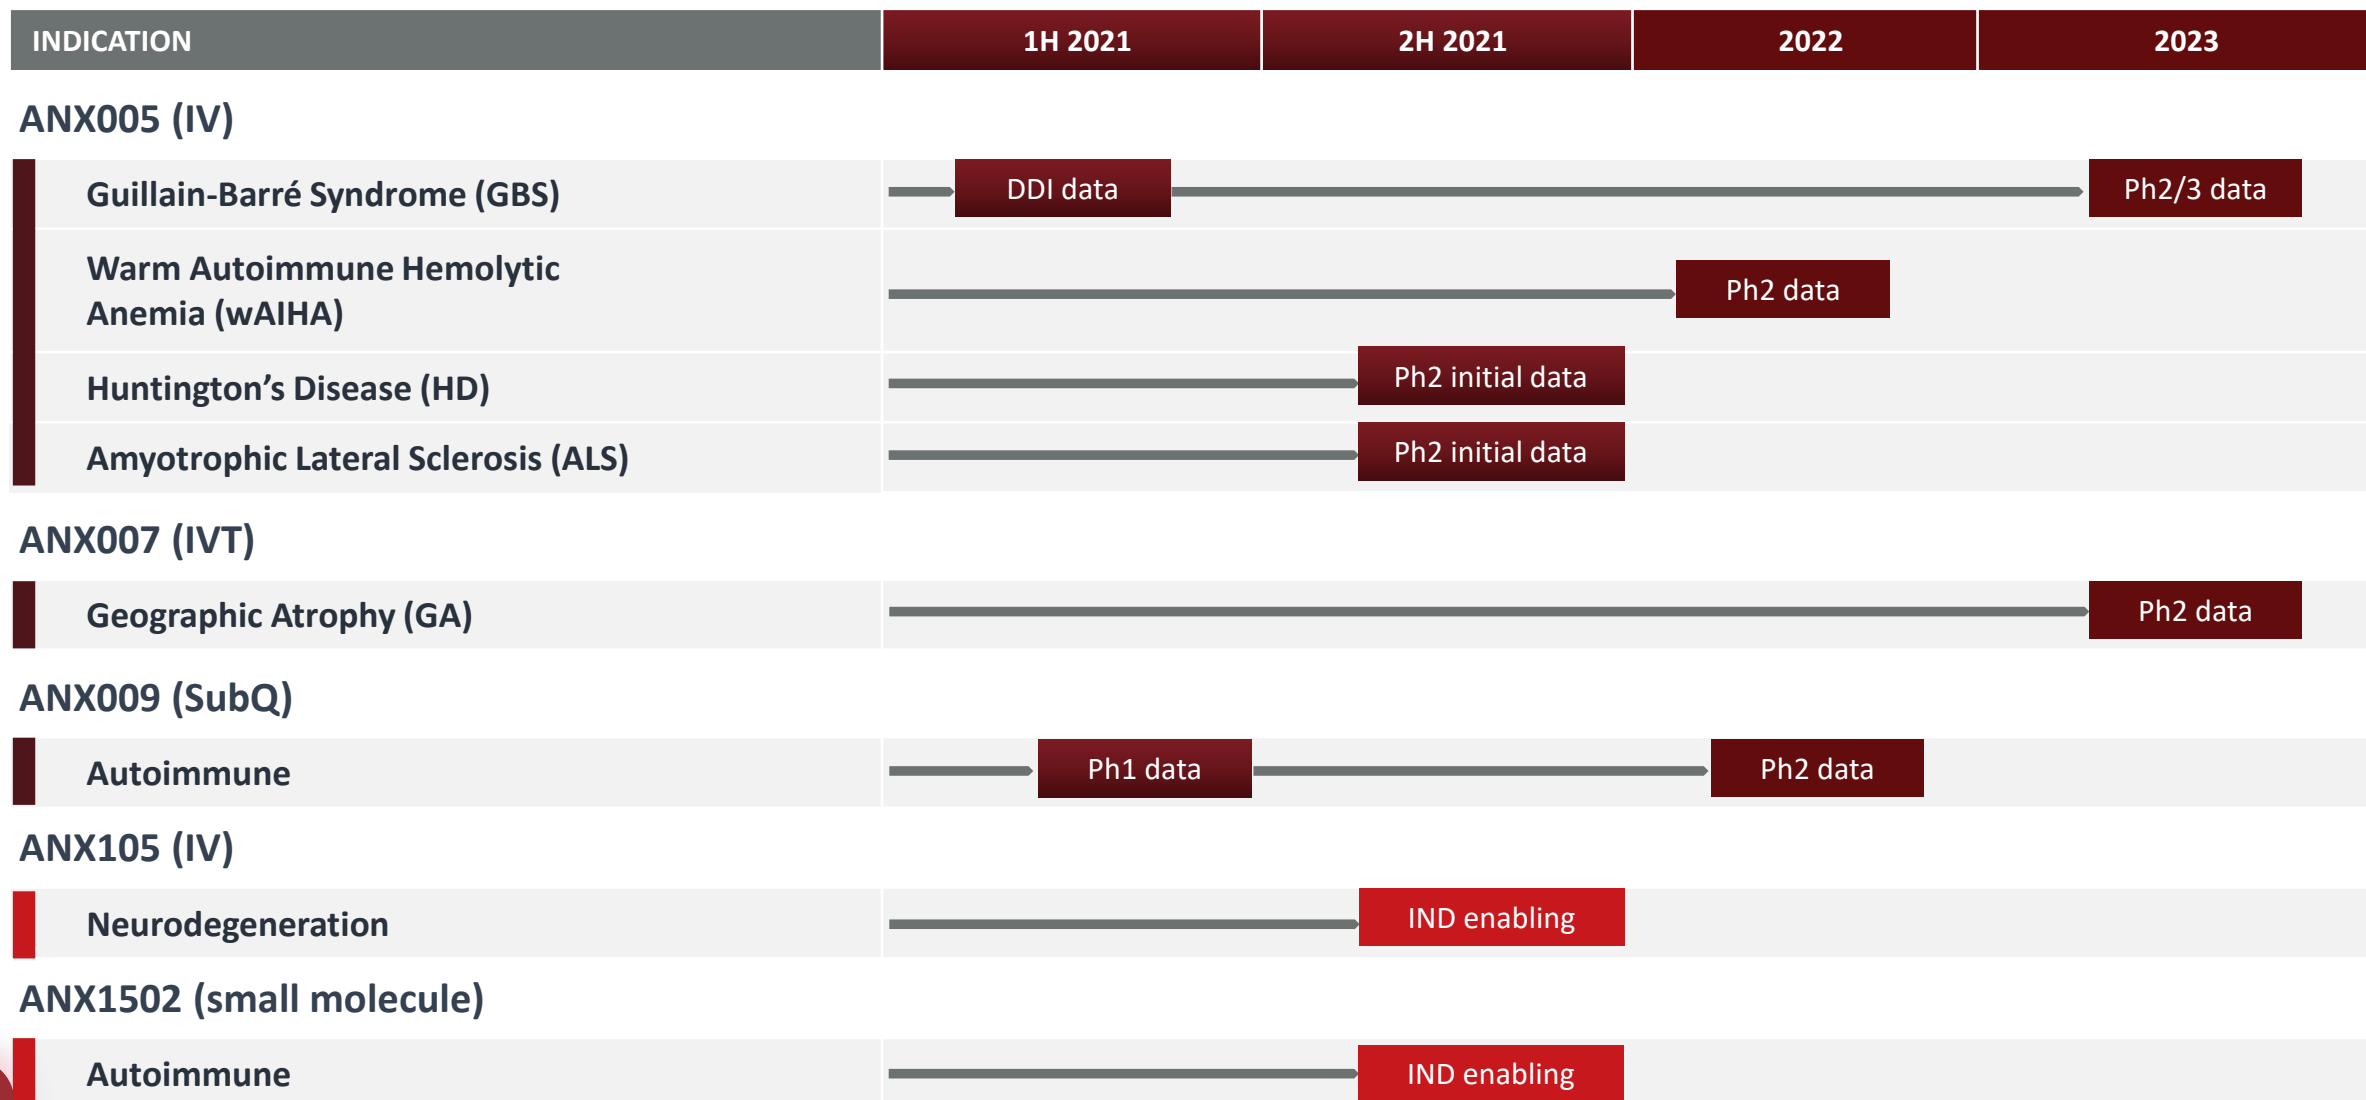 INDICATION 1H 2021 2H 2021 2022 2023
ANX005 (IV)
Guillain-Barré Syndrome (GBS) DDI data Ph2/3 data
Warm Autoimmune Hemolytic
Anemia (wAIHA) Ph2 data
Huntington’s Disease (HD) Ph2 initial data
Amyotrophic Lateral Sclerosis (ALS) Ph2 initial data
ANX007 (IVT)
Geographic Atrophy (GA) Ph2 data
ANX009 (SubQ)
Autoimmune Ph1 data Ph2 data
ANX105 (IV)
Neurodegeneration IND enabling
ANX1502 (small molecule)
Autoimmune IND enabling